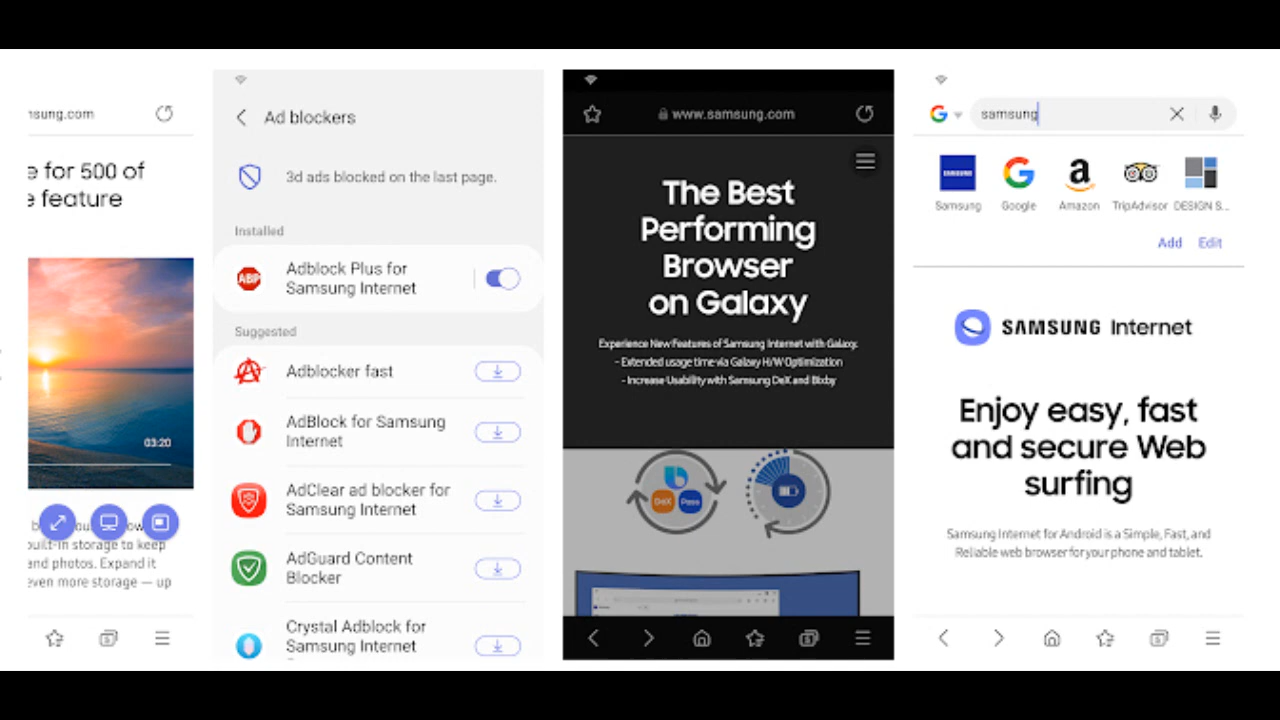 nsung.com
e for 500 of
e feature
03:20
built-in storage to keep
and photos. Expand it
even more storage — up
Ad blockers
3d ads blocked on the last page.
Installed
ABP
Adblock Plus for
Samsung Internet
Suggested
Adblocker fast
AdBlock for Samsung
Internet
AdClear ad blocker for
Samsung Internet
AdGuard Content
Blocker
Crystal Adblock for
Samsung Internet
www.samsung.com
The Best
Performing
Browser
on Galaxy
Experience New Features of Samsung Internet with Galaxy:
- Extended usage time via Galaxy H/W Optimization
- Increase Usability with Samsung DeX and Bixby
DeX
Pass
samsung
SAMSUNG
Samsung
Google
Amazon
TripAdvisor
DESIGN S...
Add
Edit
SAMSUNG Internet
Enjoy easy, fast
and secure Web
surfing
Samsung Internet for Android is a Simple, Fast, and
Reliable web browser for your phone and tablet.